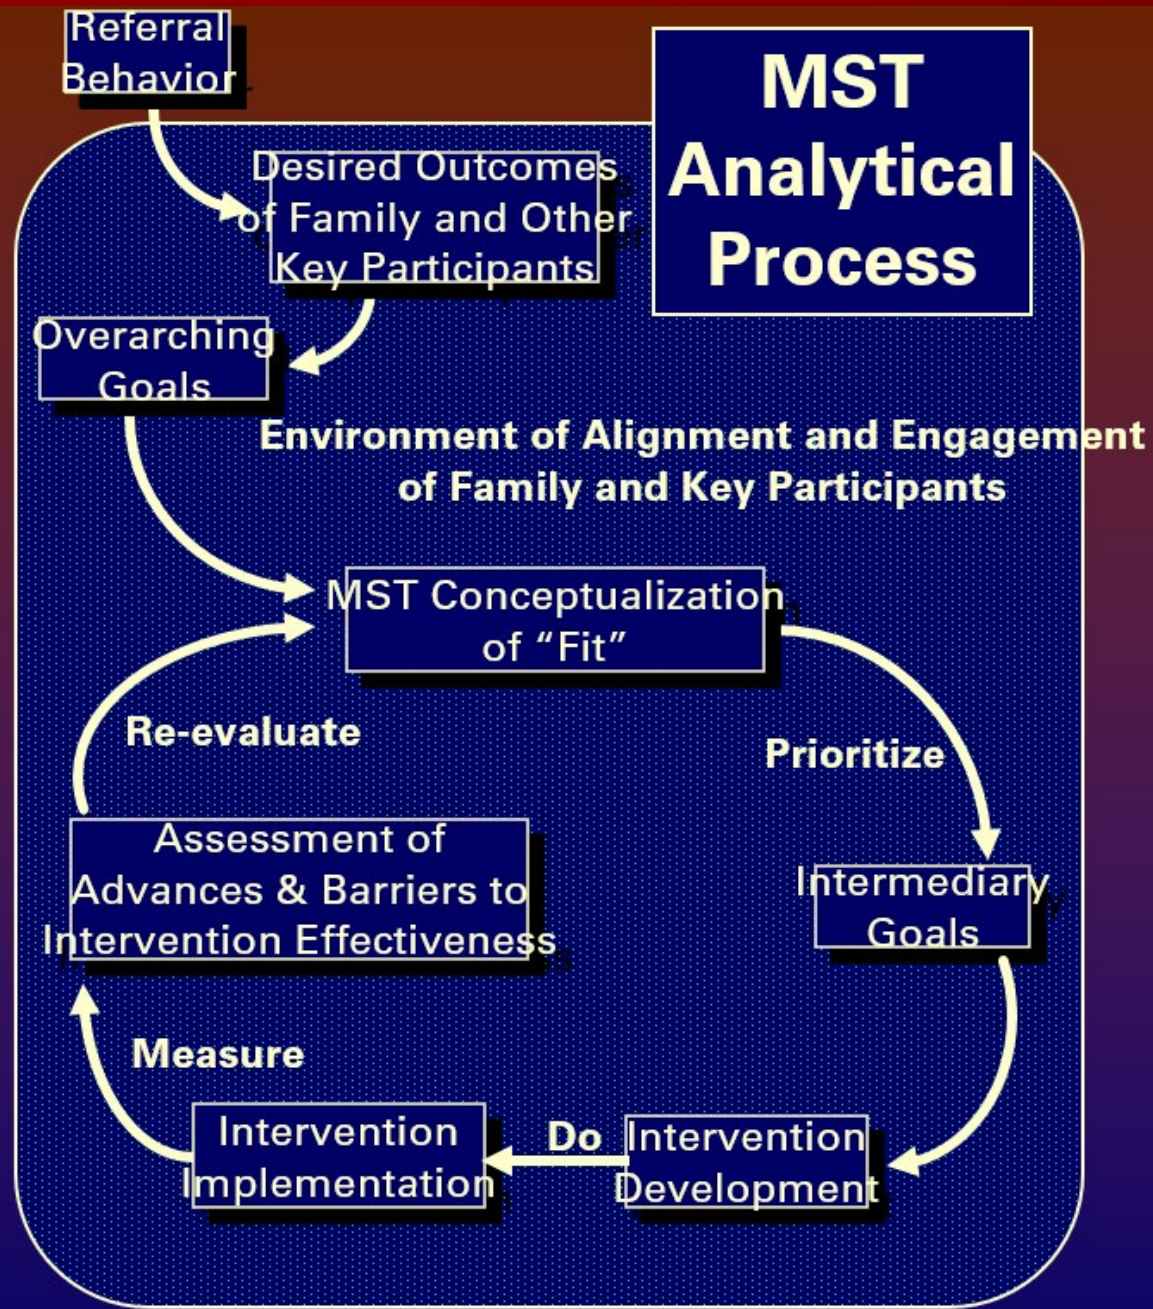 Referral
Behavior
MST
Analytical
Process
Desired Outcomes
of Family and Other
Key Participants
Overarching
Goals
Environment of Alignment and Engagement
of Family and Key Participants
MST Conceptualization
of “Fit”
Re-evaluate
Prioritize
Assessment of
Advances & Barriers to
Intervention Effectiveness
Intermediary
Goals
Measure
Do
Intervention
Implementation
Intervention
Development